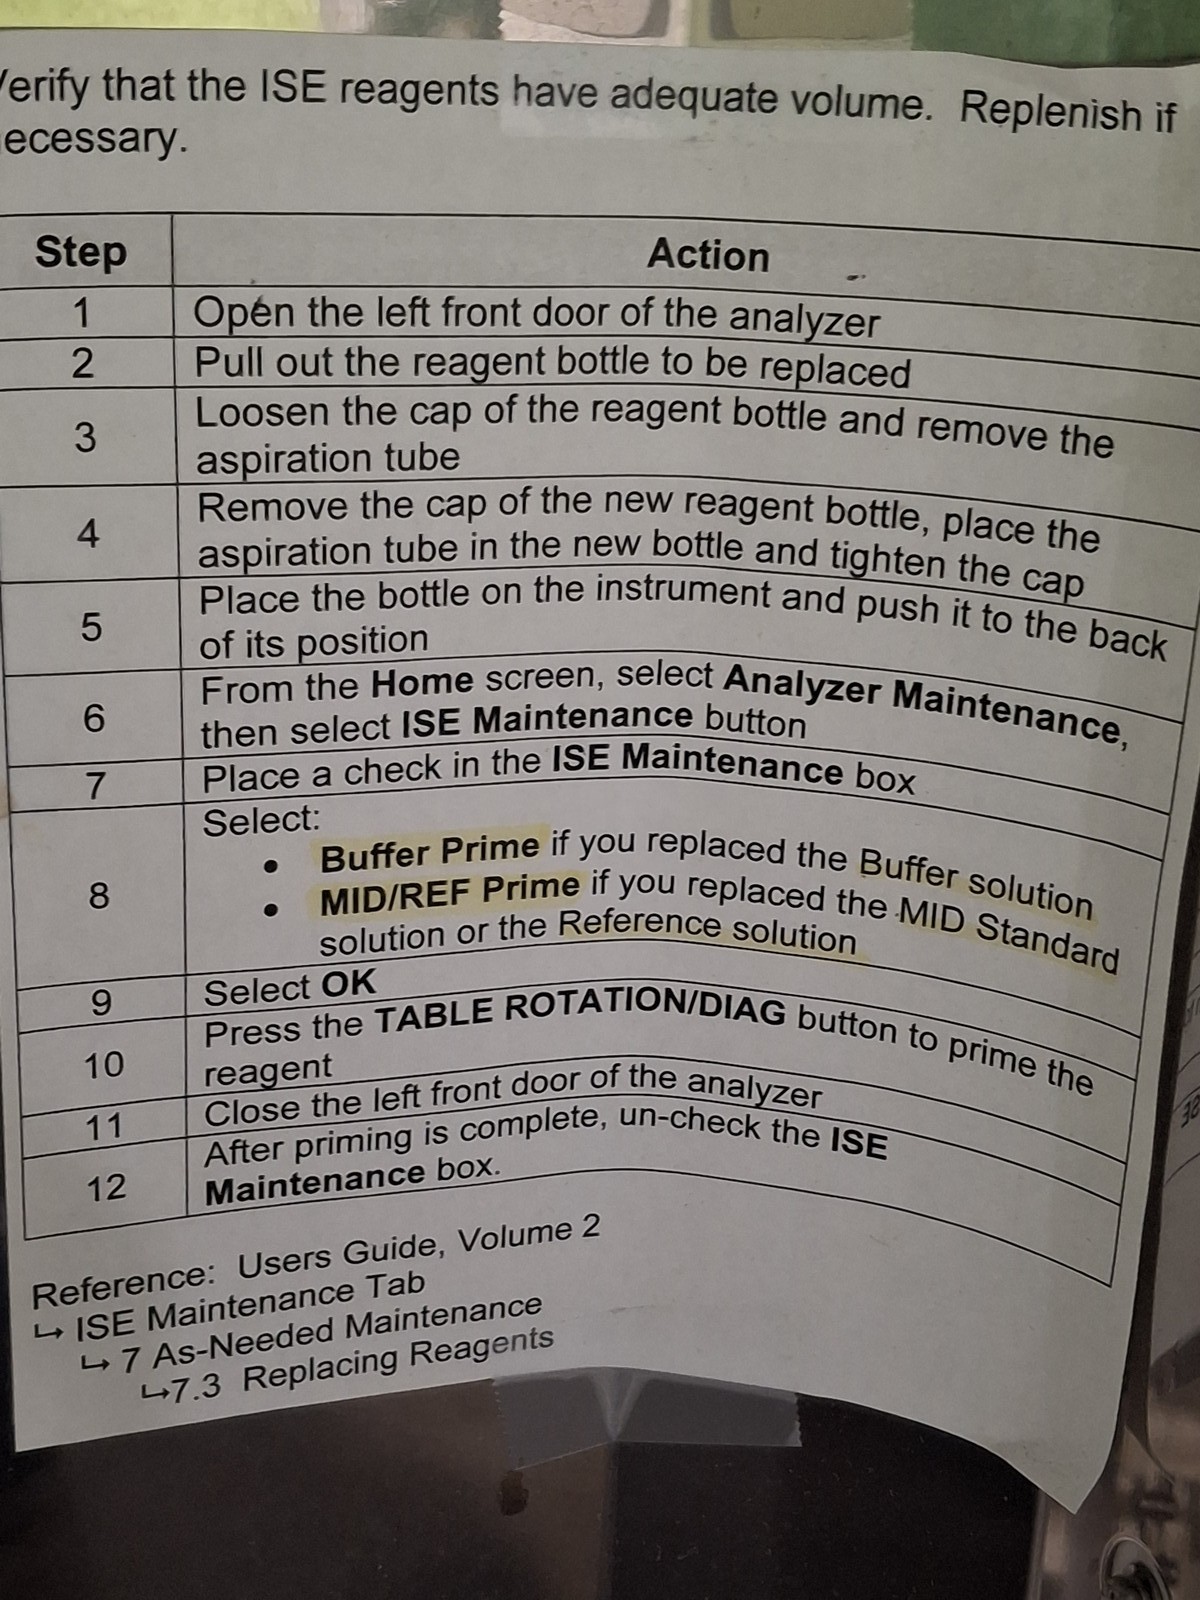 Verify that the ISE reagents have adequate volume. Replenish if
necessary.
Step Action
1 Open the left front door of the analyzer
2 Pull out the reagent bottle to be replaced
3 Loosen the cap of the reagent bottle and remove the
aspiration tube
4 Remove the cap of the new reagent bottle, place the
aspiration tube in the new bottle and tighten the cap
5 Place the bottle on the instrument and push it to the back
of its position
6 From the Home screen, select Analyzer Maintenance,
then select ISE Maintenance button
7 Place a check in the ISE Maintenance box
8 Select:
• Buffer Prime if you replaced the Buffer solution
• MID/REF Prime if you replaced the MID Standard
solution or the Reference solution
9 Select OK
10 Press the TABLE ROTATION/DIAG button to prime the
reagent
11 Close the left front door of the analyzer
12 After priming is complete, un-check the ISE
Maintenance box.
Reference: Users Guide, Volume 2
↳ ISE Maintenance Tab
↳ 7 As-Needed Maintenance
↳7.3 Replacing Reagents